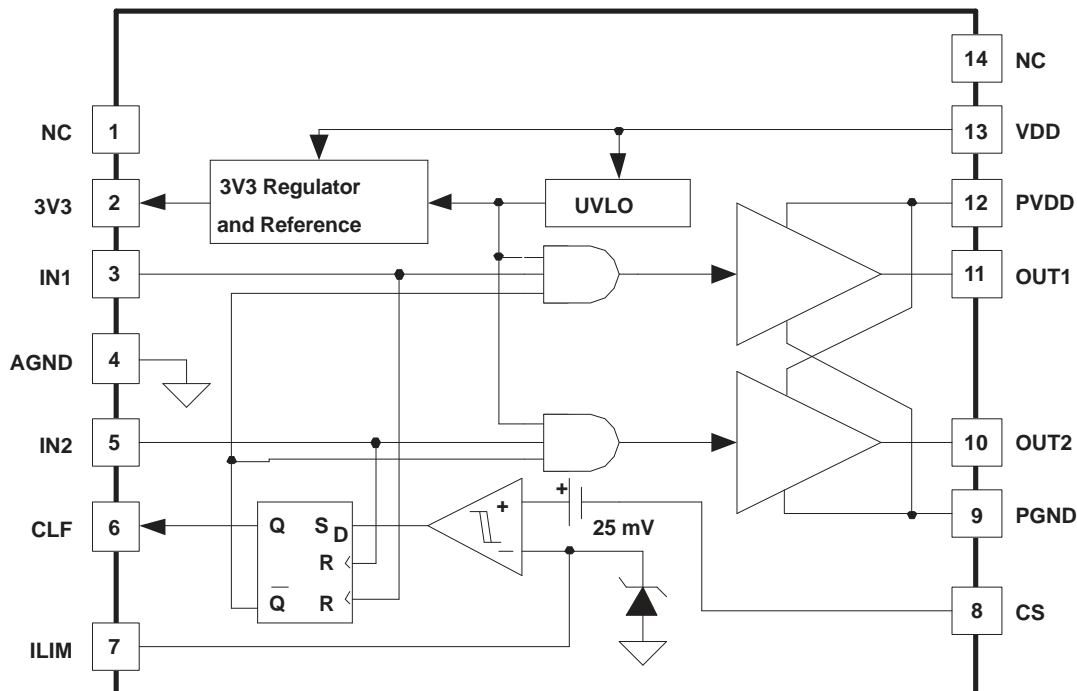 14 NC
NC 1
13 VDD
3V3 Regulator
and Reference
3V3 2
UVLO
12 PVDD
IN1 3
11 OUT1
AGND 4
IN2 5
10 OUT2
+
+
25 mV
CLF 6
Q S D
9 PGND
−
R
Q̅ R
8 CS
ILIM 7